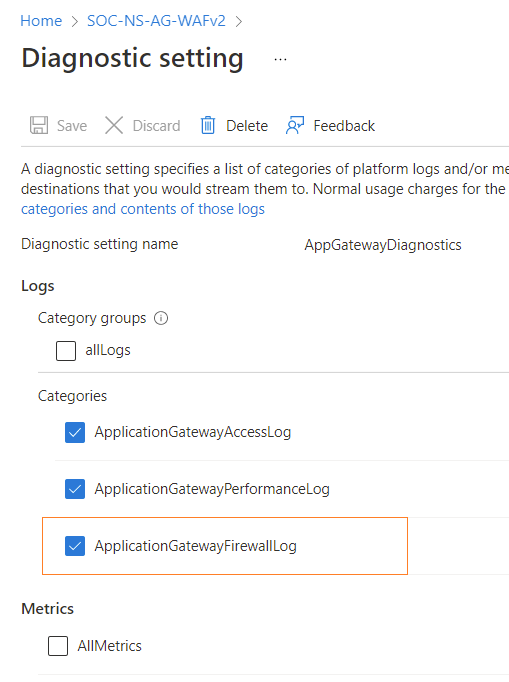 Home > SOC-NS-AG-WAFv2 >
Diagnostic setting ...
Save Discard Delete Feedback
A diagnostic setting specifies a list of categories of platform logs and/or me
destinations that you would stream them to. Normal usage charges for the
categories and contents of those logs
Diagnostic setting name AppGatewayDiagnostics
Logs
Category groups
allLogs
Categories
ApplicationGatewayAccessLog
ApplicationGatewayPerformanceLog
ApplicationGatewayFirewallLog
Metrics
AllMetrics